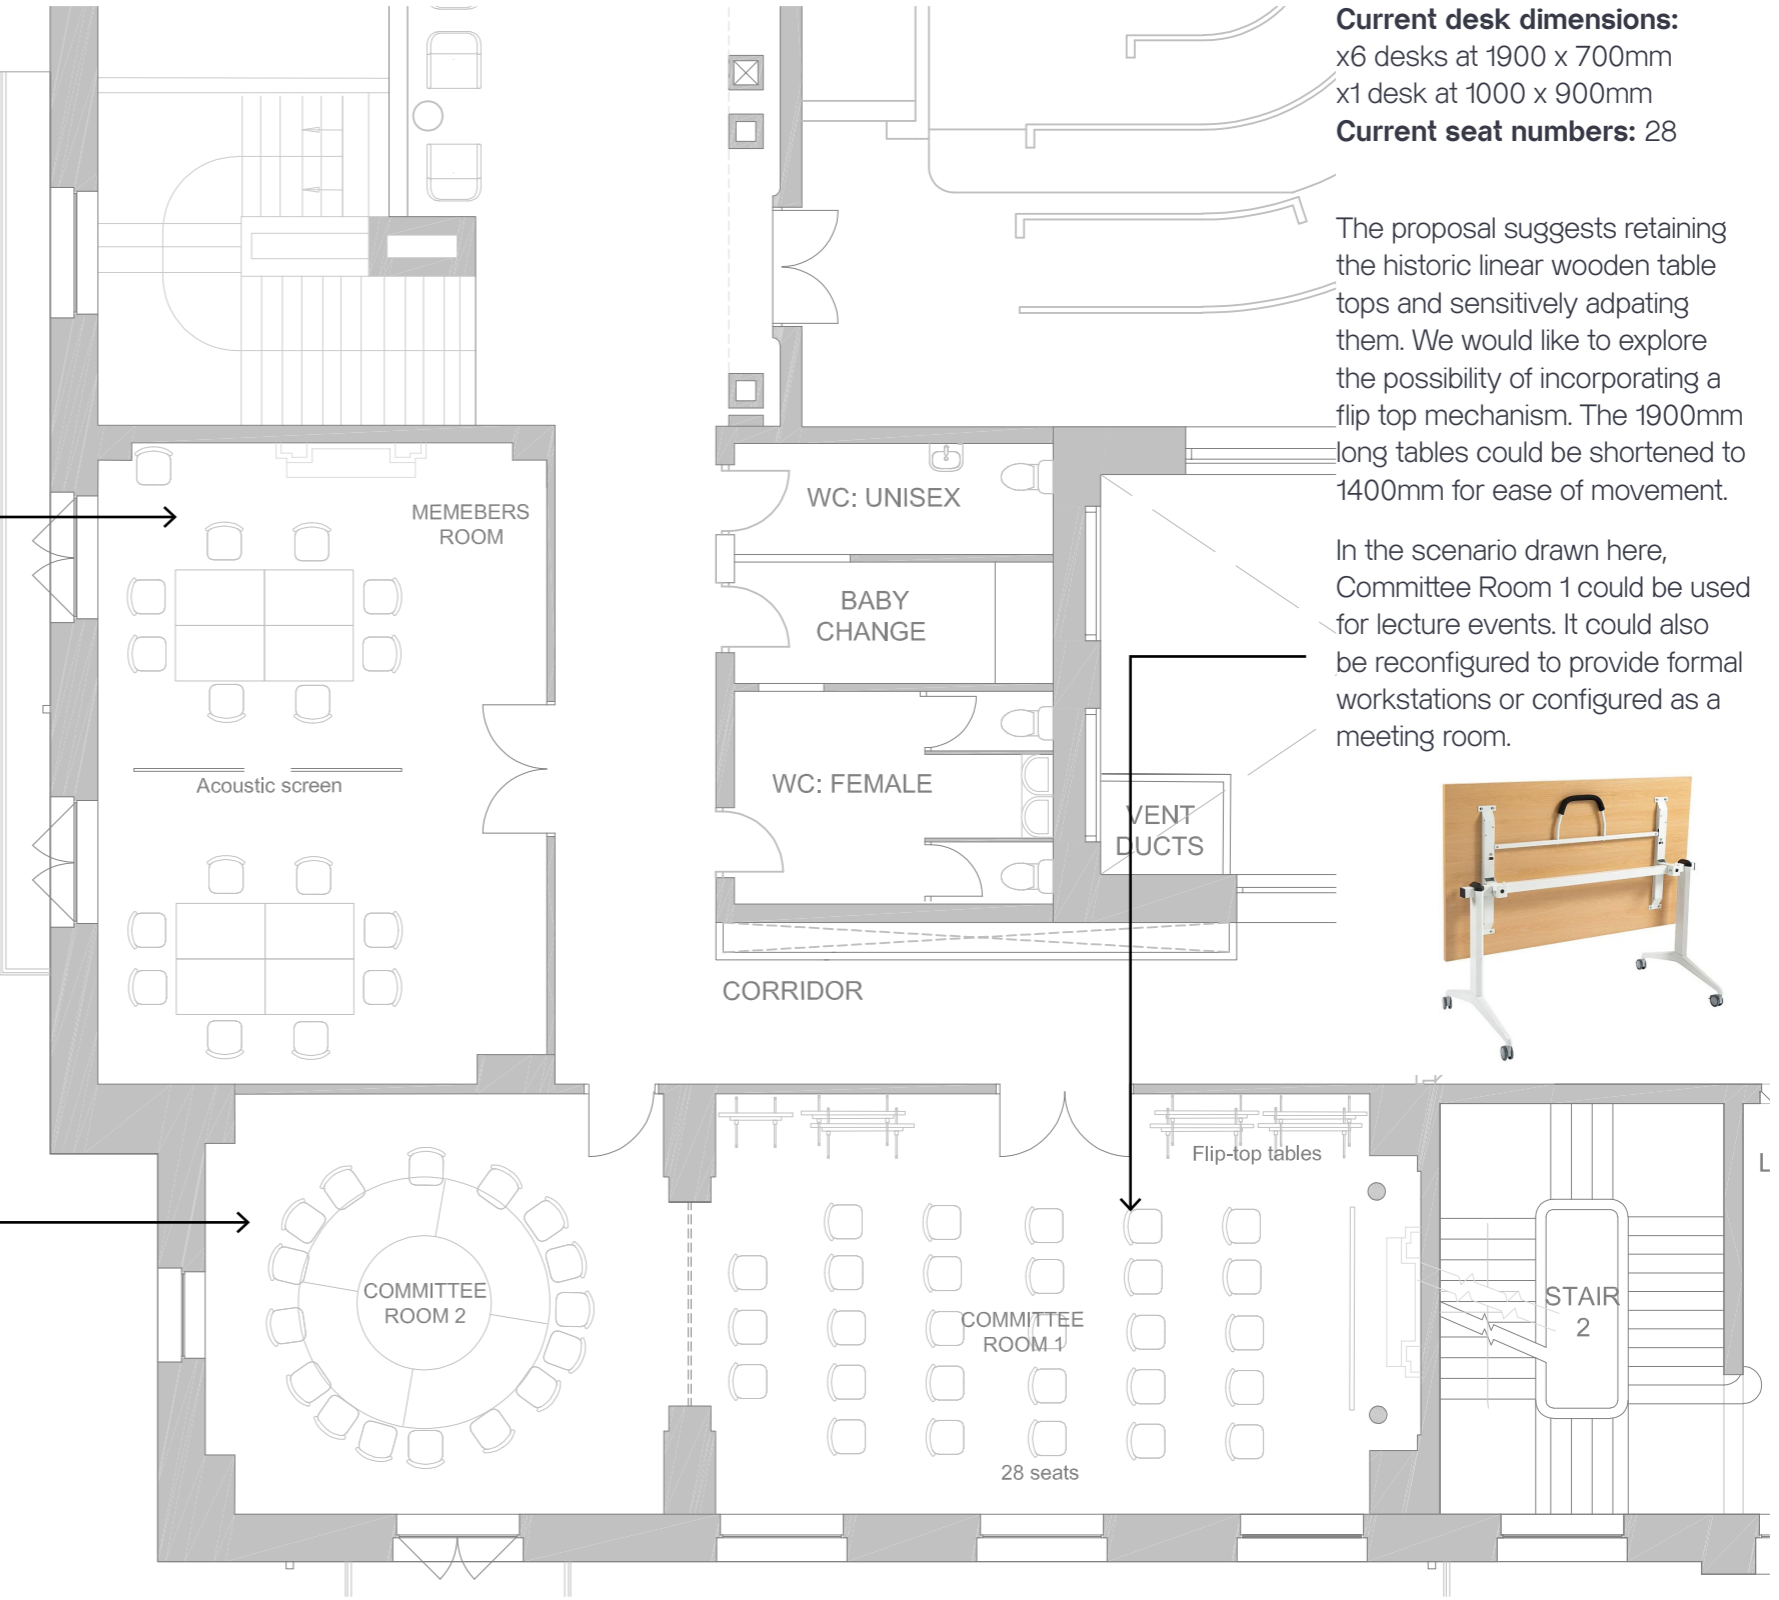 Current desk dimensions:
x6 desks at 1900 x 700mm
x1 desk at 1000 x 900mm
Current seat numbers: 28
The proposal suggests retaining
the historic linear wooden table
tops and sensitively adpating
them. We would like to explore
the possibility of incorporating a
flip top mechanism. The 1900mm
long tables could be shortened to
1400mm for ease of movement.
In the scenario drawn here,
Committee Room 1 could be used
for lecture events. It could also
be reconfigured to provide formal
workstations or configured as a
meeting room.
MEMEBERS
ROOM
WC: UNISEX
BABY
CHANGE
Acoustic screen
WC: FEMALE
VENT
DUCTS
CORRIDOR
Flip-top tables
COMMITTEE
ROOM 2
COMMITTEE
ROOM 1
28 seats
STAIR
2
L